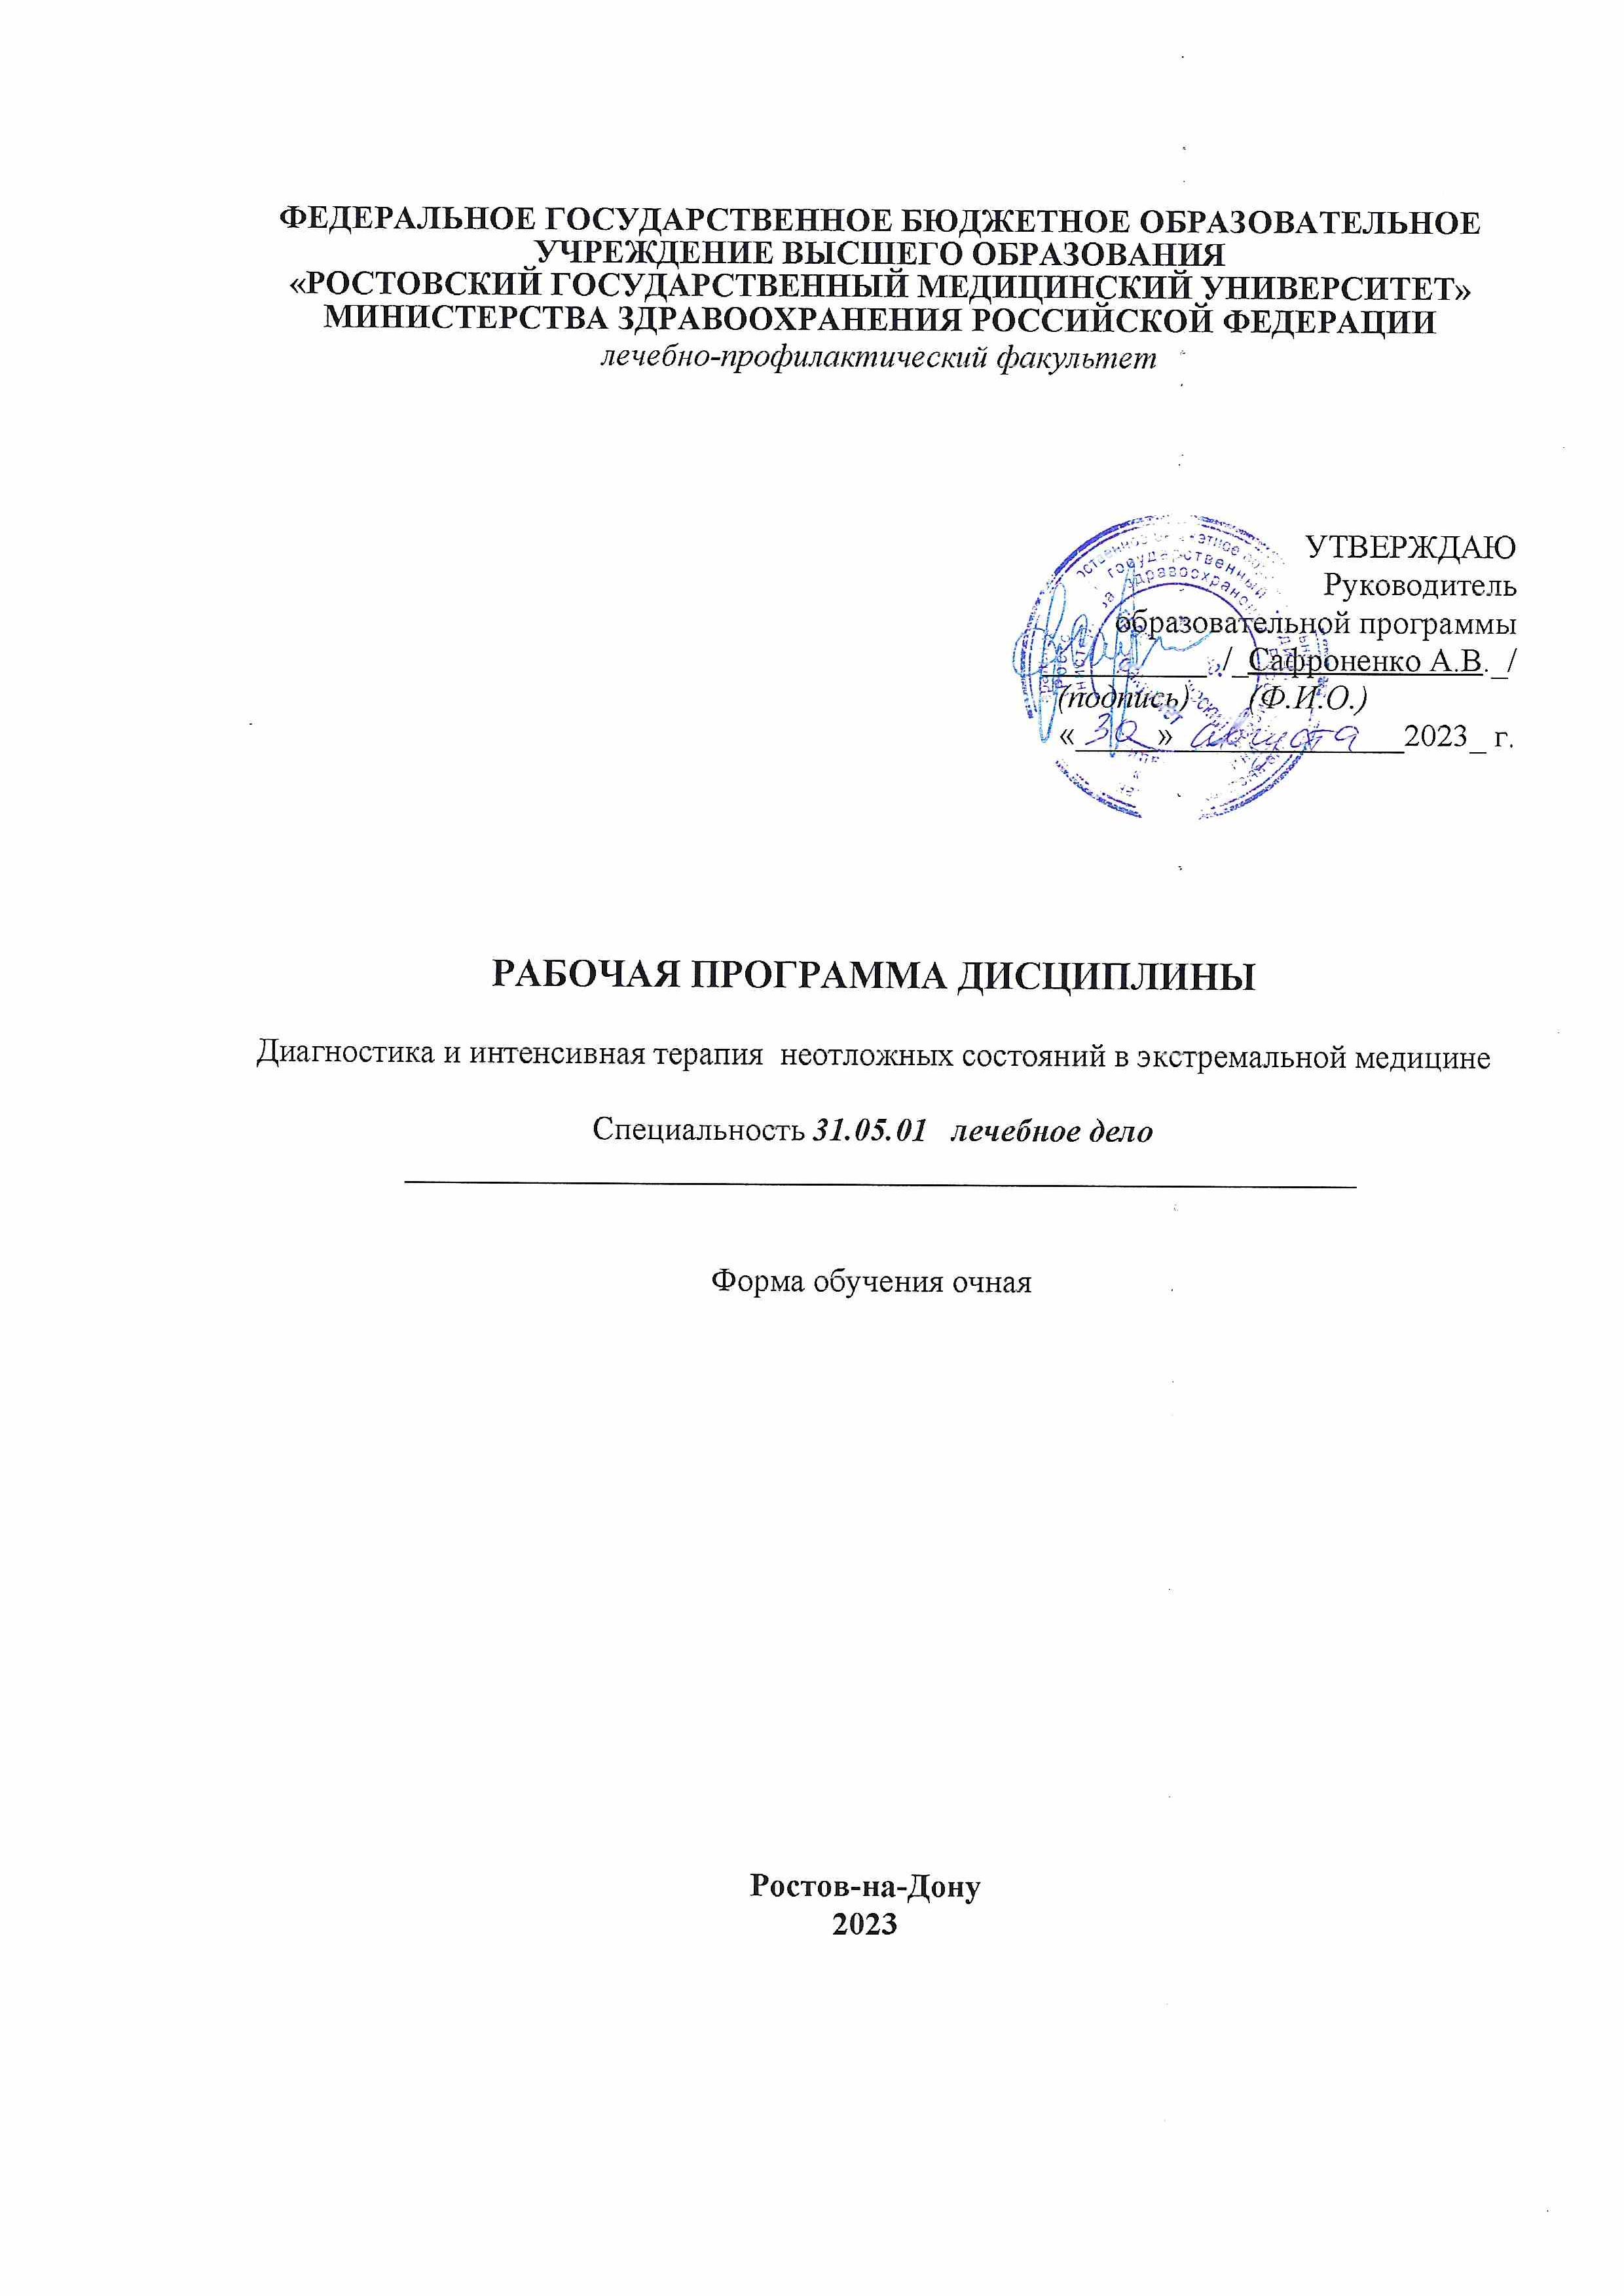 ФЕДЕРАЛЬНОЕ ГОСУДАРСТВЕННОЕ БЮДЖЕТНОЕ ОБРАЗОВАТЕЛЬНОЕ
УЧРЕЖДЕНИЕ ВЫСШЕГО ОБРАЗОВАНИЯ
«РОСТОВСКИЙ ГОСУДАРСТВЕННЫЙ МЕДИЦИНСКИЙ УНИВЕРСИТЕТ»
МИНИСТЕРСТВА ЗДРАВООХРАНЕНИЯ РОССИЙСКОЙ ФЕДЕРАЦИИ
лечебно-профилактический факультет
УТВЕРЖДАЮ
Руководитель
образовательной программы
/ _Сафроненко А.В. _/
(подпись) (Ф.И.О.)
«30» августа 2023_ г.
РАБОЧАЯ ПРОГРАММА ДИСЦИПЛИНЫ
Диагностика и интенсивная терапия неотложных состояний в экстремальной медицине
Специальность 31.05.01 лечебное дело
Форма обучения очная
Ростов-на-Дону
2023